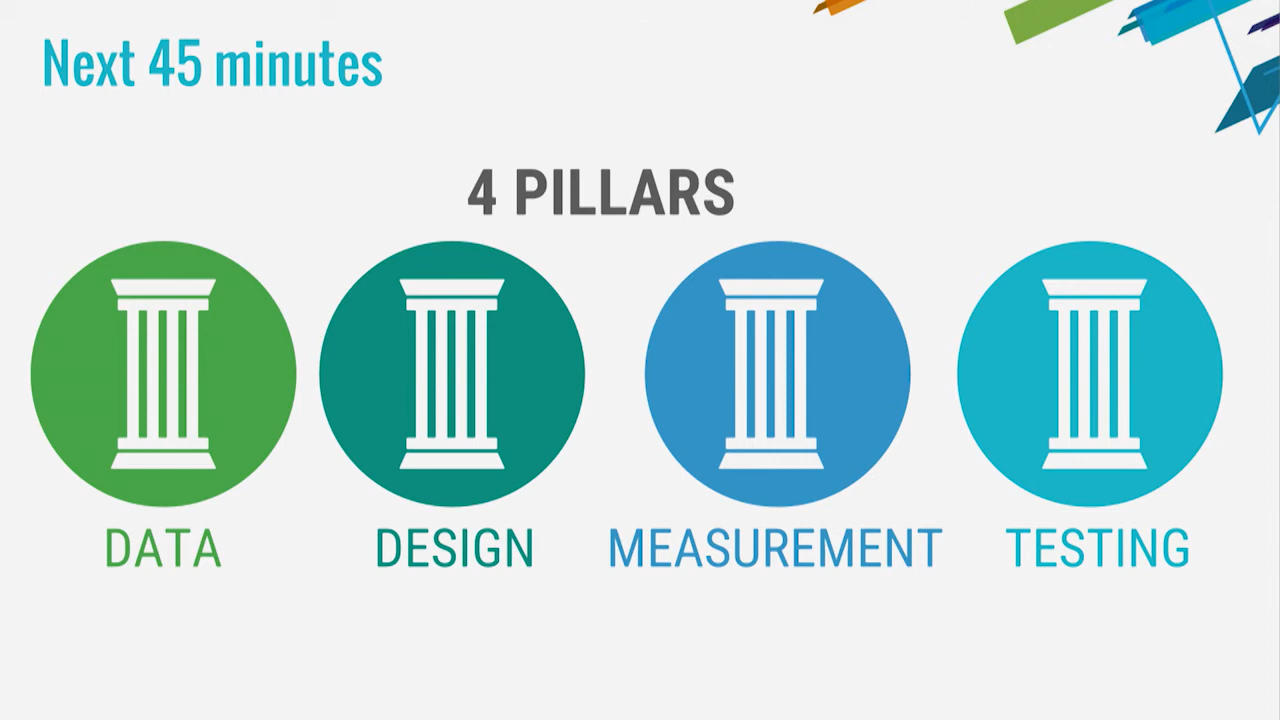 Next 45 minutes
4 PILLARS
DATA
DESIGN
MEASUREMENT
TESTING